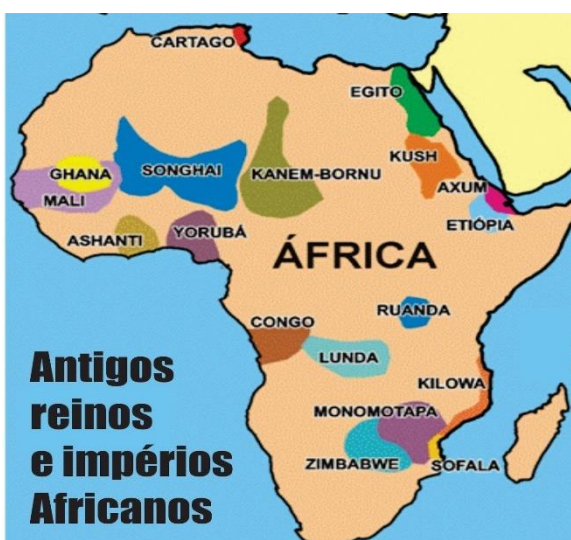 CARTAGO
EGITO
KUSH
GHANA
SONGHAI
KANEM-BORNU
MALI
AXUM
ETIÓPIA
ASHANTI
YORUBÁ
ÁFRICA
RUANDA
CONGO
LUNDA
KILOWA
MONOMOTAPA
ZIMBABWE
SOFALA
Antigos
reinos
e impérios
Africanos